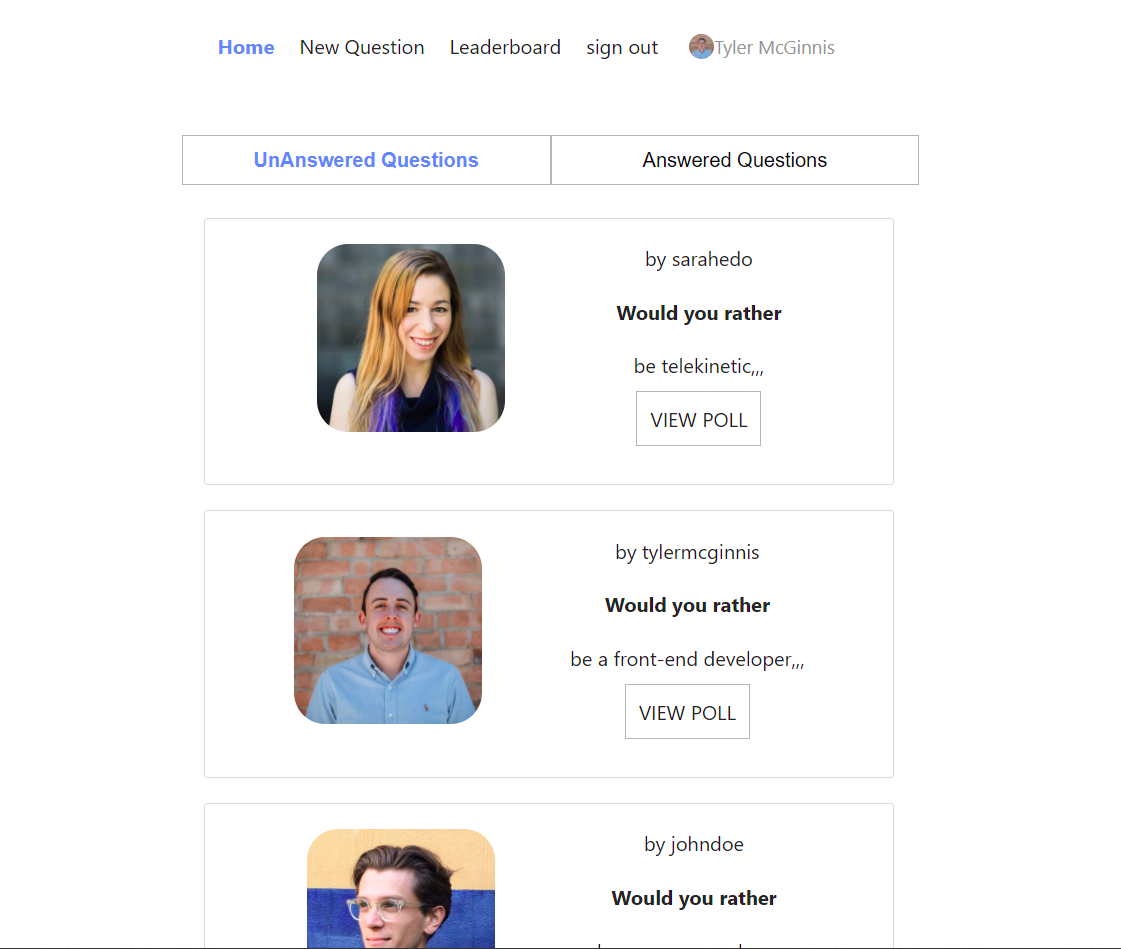 Home New Question Leaderboard sign out Tyler McGinnis
UnAnswered Questions Answered Questions
by sarahedo
Would you rather
be telekinetic,,,
VIEW POLL
by tylermcginnis
Would you rather
be a front-end developer,,,
VIEW POLL
by johndoe
Would you rather